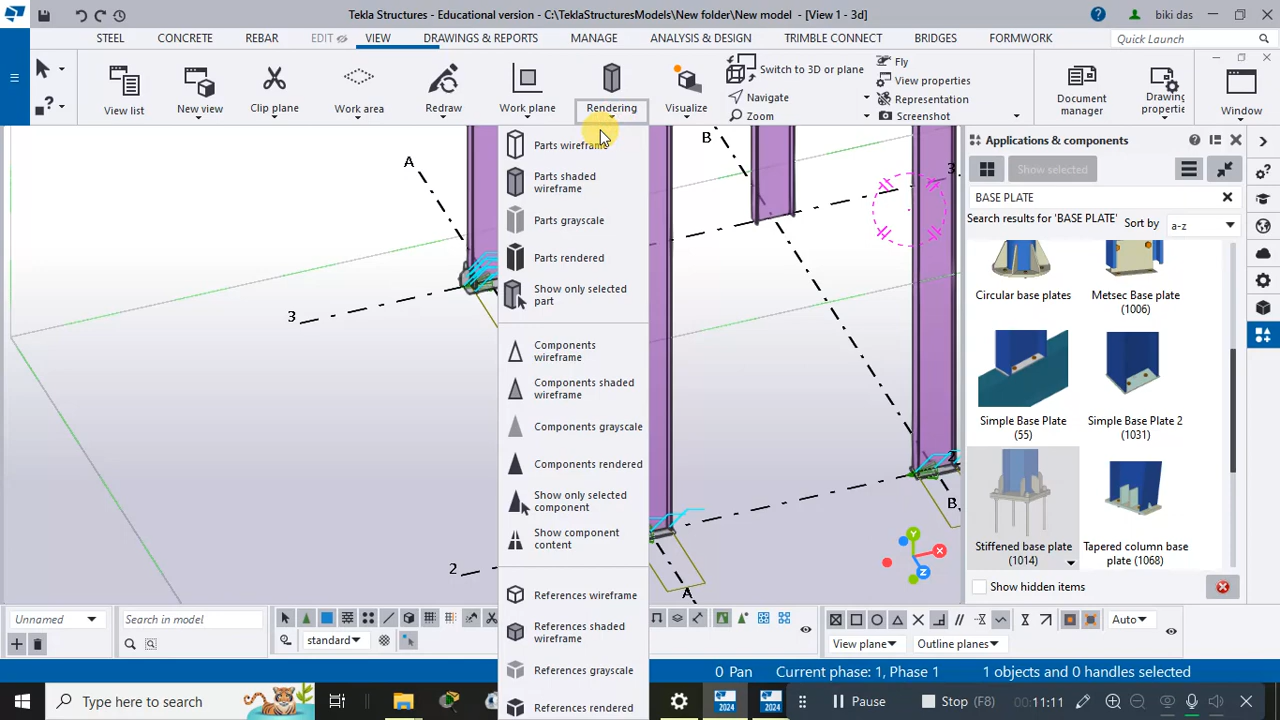 Tekla Structures - Educational version - C:\TeklaStructuresModels\New folder\New model - [View 1 - 3d]
biki das
STEEL CONCRETE REBAR EDIT VIEW DRAWINGS & REPORTS MANAGE ANALYSIS & DESIGN TRIMBLE CONNECT BRIDGES FORMWORK Quick Launch
View list
New view
Clip plane
Work area
Redraw
Work plane
Rendering
Visualize
Switch to 3D or plane
Navigate
Zoom
Fly
View properties
Representation
Screenshot
Document manager
Drawing properties
Window
Parts wireframe
Parts shaded
wireframe
Parts grayscale
Parts rendered
Show only selected
part
Components
wireframe
Components shaded
wireframe
Components grayscale
Components rendered
Show only selected
component
Show component
content
References wireframe
References shaded
wireframe
References grayscale
References rendered
A
B
3
3
2
2
B
A
Y
X
Z
Applications & components
Show selected
BASE PLATE
Search results for 'BASE PLATE' Sort by a-z
Circular base plates
Metsec Base plate
(1006)
Simple Base Plate
(55)
Simple Base Plate 2
(1031)
Stiffened base plate
(1014)
Tapered column base
plate (1068)
Show hidden items
Unnamed
Search in model
standard
Auto
View plane
Outline planes
0 Pan Current phase: 1, Phase 1 1 objects and 0 handles selected
Type here to search
2024
2024
Pause
Stop (F8)
01:11:11